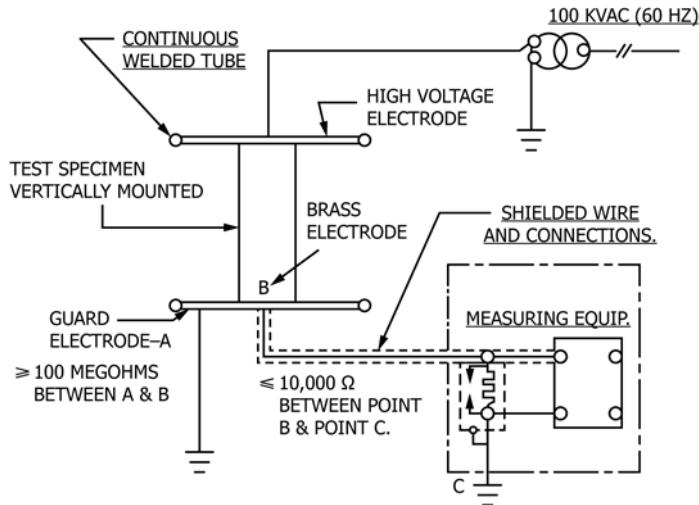 100 KVAC (60 HZ)
CONTINUOUS
WELDED TUBE
HIGH VOLTAGE
ELECTRODE
TEST SPECIMEN
VERTICALLY MOUNTED
BRASS
ELECTRODE
SHIELDED WIRE
AND CONNECTIONS.
B
GUARD
ELECTRODE–A
MEASURING EQUIP.
≥ 100 MEGOHMS
BETWEEN A & B
≤ 10,000 Ω
BETWEEN POINT
B & POINT C.
C